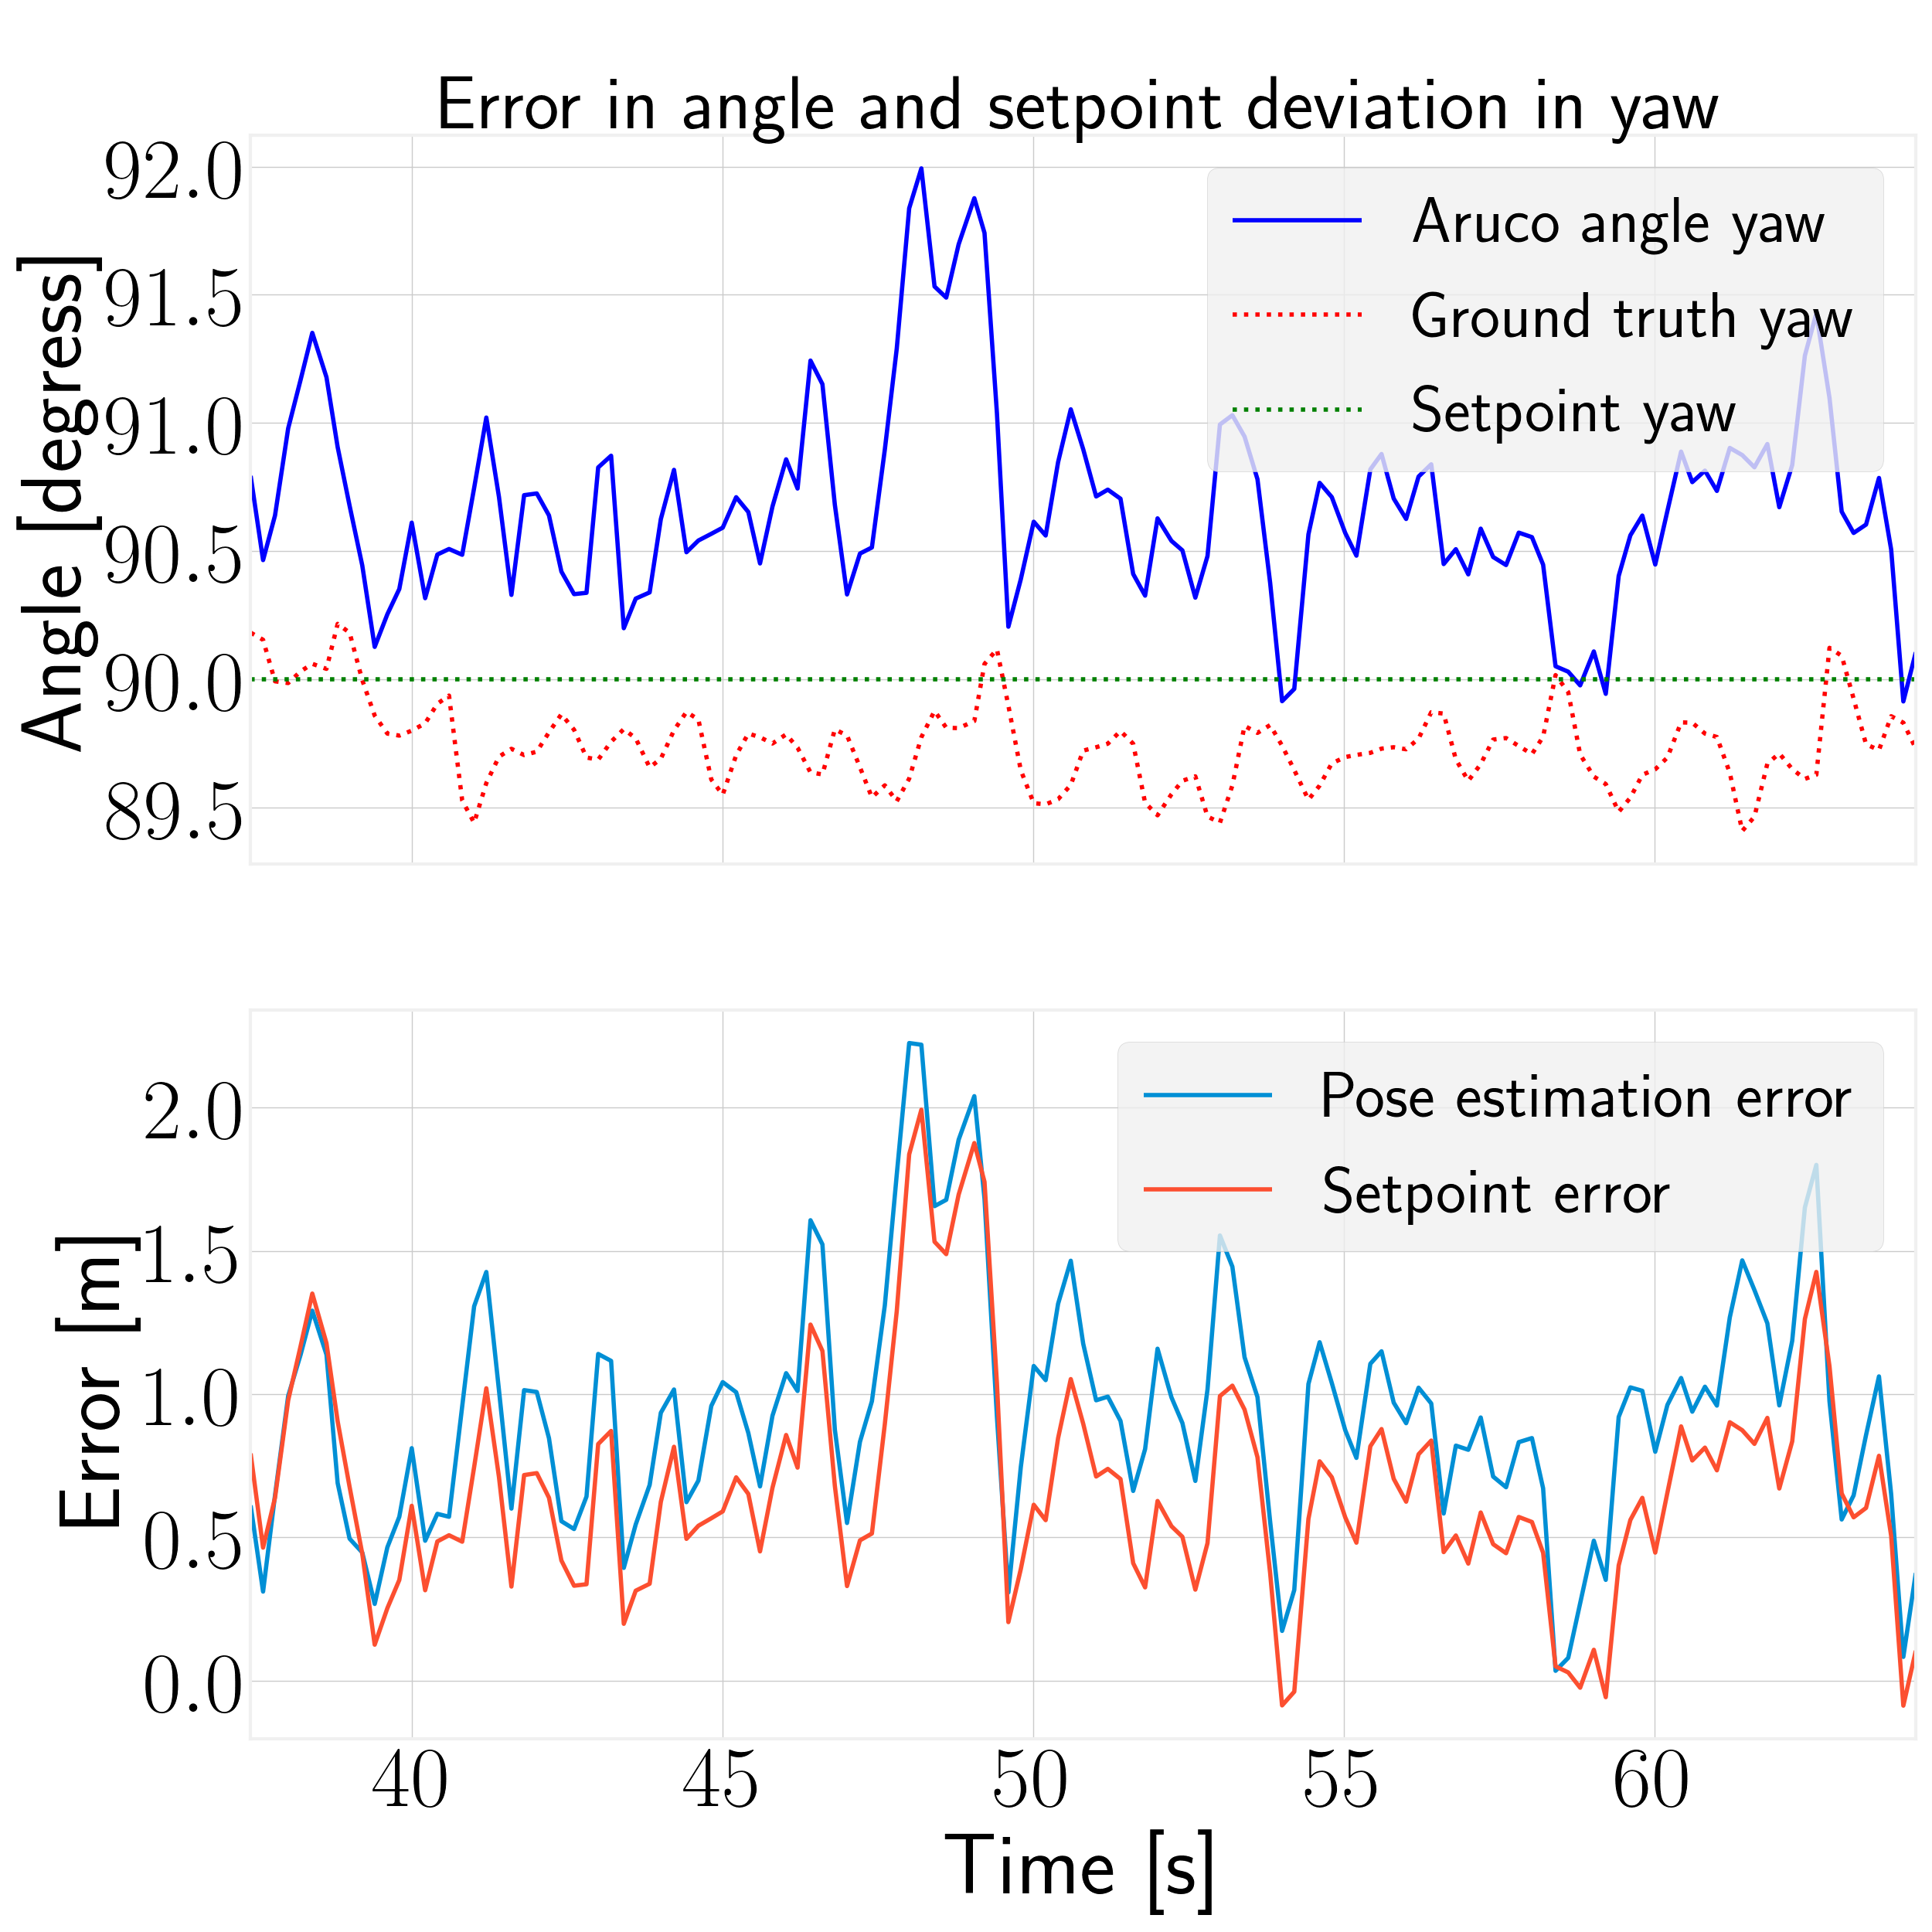 Error in angle and setpoint deviation in yaw
Angle [degress]
92.0
91.5
91.0
90.5
90.0
89.5
Aruco angle yaw
Ground truth yaw
Setpoint yaw
Error [m]
2.0
1.5
1.0
0.5
0.0
Pose estimation error
Setpoint error
40 45 50 55 60
Time [s]